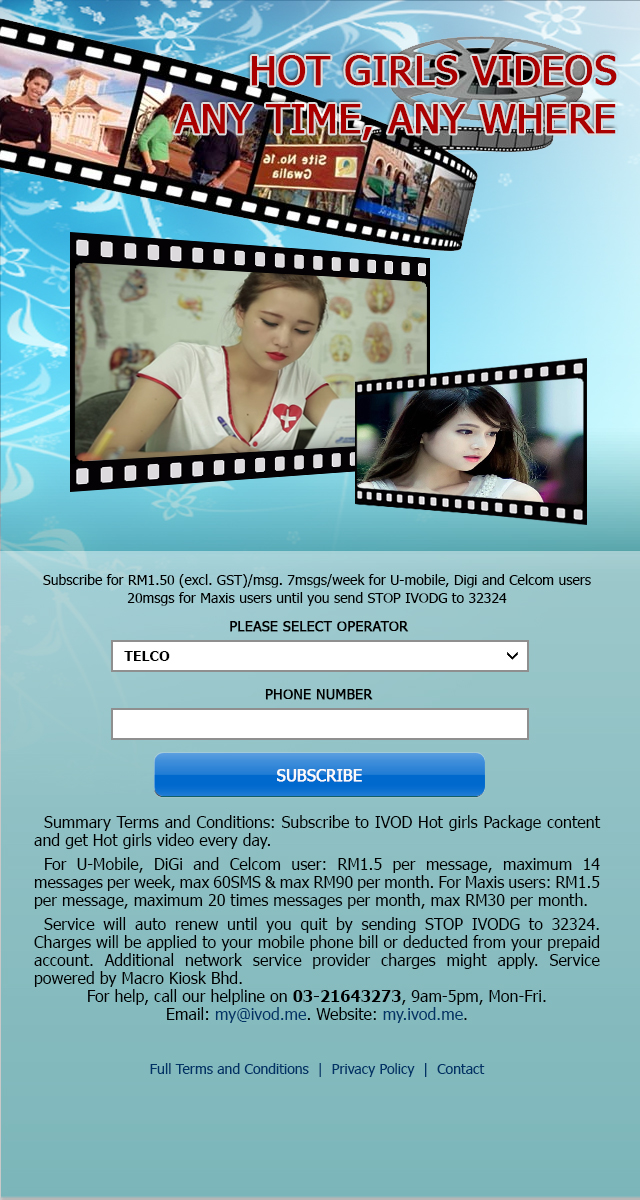 HOT GIRLS VIDEOS
ANY TIME, ANY WHERE
Site No.16
Gwalia
Subscribe for RM1.50 (excl. GST)/msg. 7msgs/week for U-mobile, Digi and Celcom users
20msgs for Maxis users until you send STOP IVODG to 32324
PLEASE SELECT OPERATOR
TELCO
PHONE NUMBER
SUBSCRIBE
Summary Terms and Conditions: Subscribe to IVOD Hot girls Package content
and get Hot girls video every day.
For U-Mobile, DiGi and Celcom user: RM1.5 per message, maximum 14
messages per week, max 60SMS & max RM90 per month. For Maxis users: RM1.5
per message, maximum 20 times messages per month, max RM30 per month.
Service will auto renew until you quit by sending STOP IVODG to 32324.
Charges will be applied to your mobile phone bill or deducted from your prepaid
account. Additional network service provider charges might apply. Service
powered by Macro Kiosk Bhd.
For help, call our helpline on 03-21643273, 9am-5pm, Mon-Fri.
Email: my@ivod.me. Website: my.ivod.me.
Full Terms and Conditions | Privacy Policy | Contact